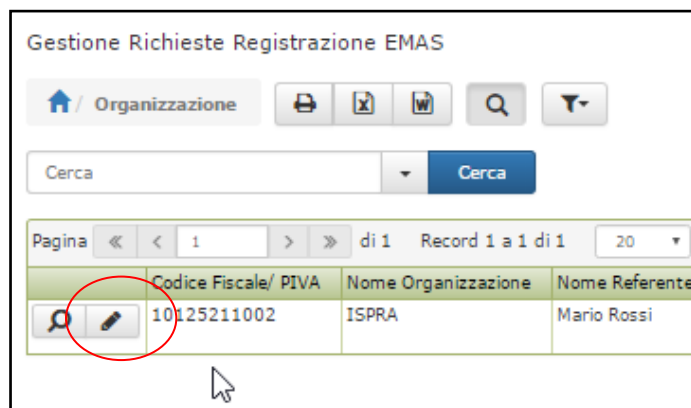 Gestione Richieste Registrazione EMAS
/ Organizzazione
Cerca Cerca
Pagina 1 di 1 Record 1 a 1 di 1 20
Codice Fiscale/ PIVA Nome Organizzazione Nome Referente
10125211002 ISPRA Mario Rossi